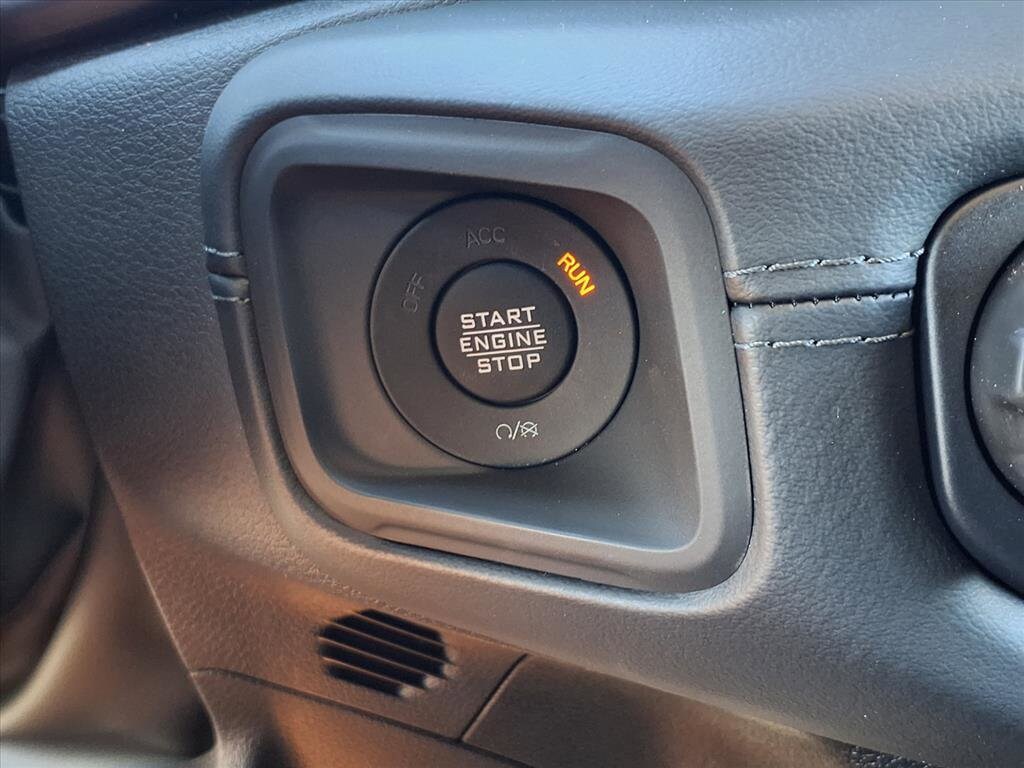 ACC
OFF
RUN
START
ENGINE
STOP